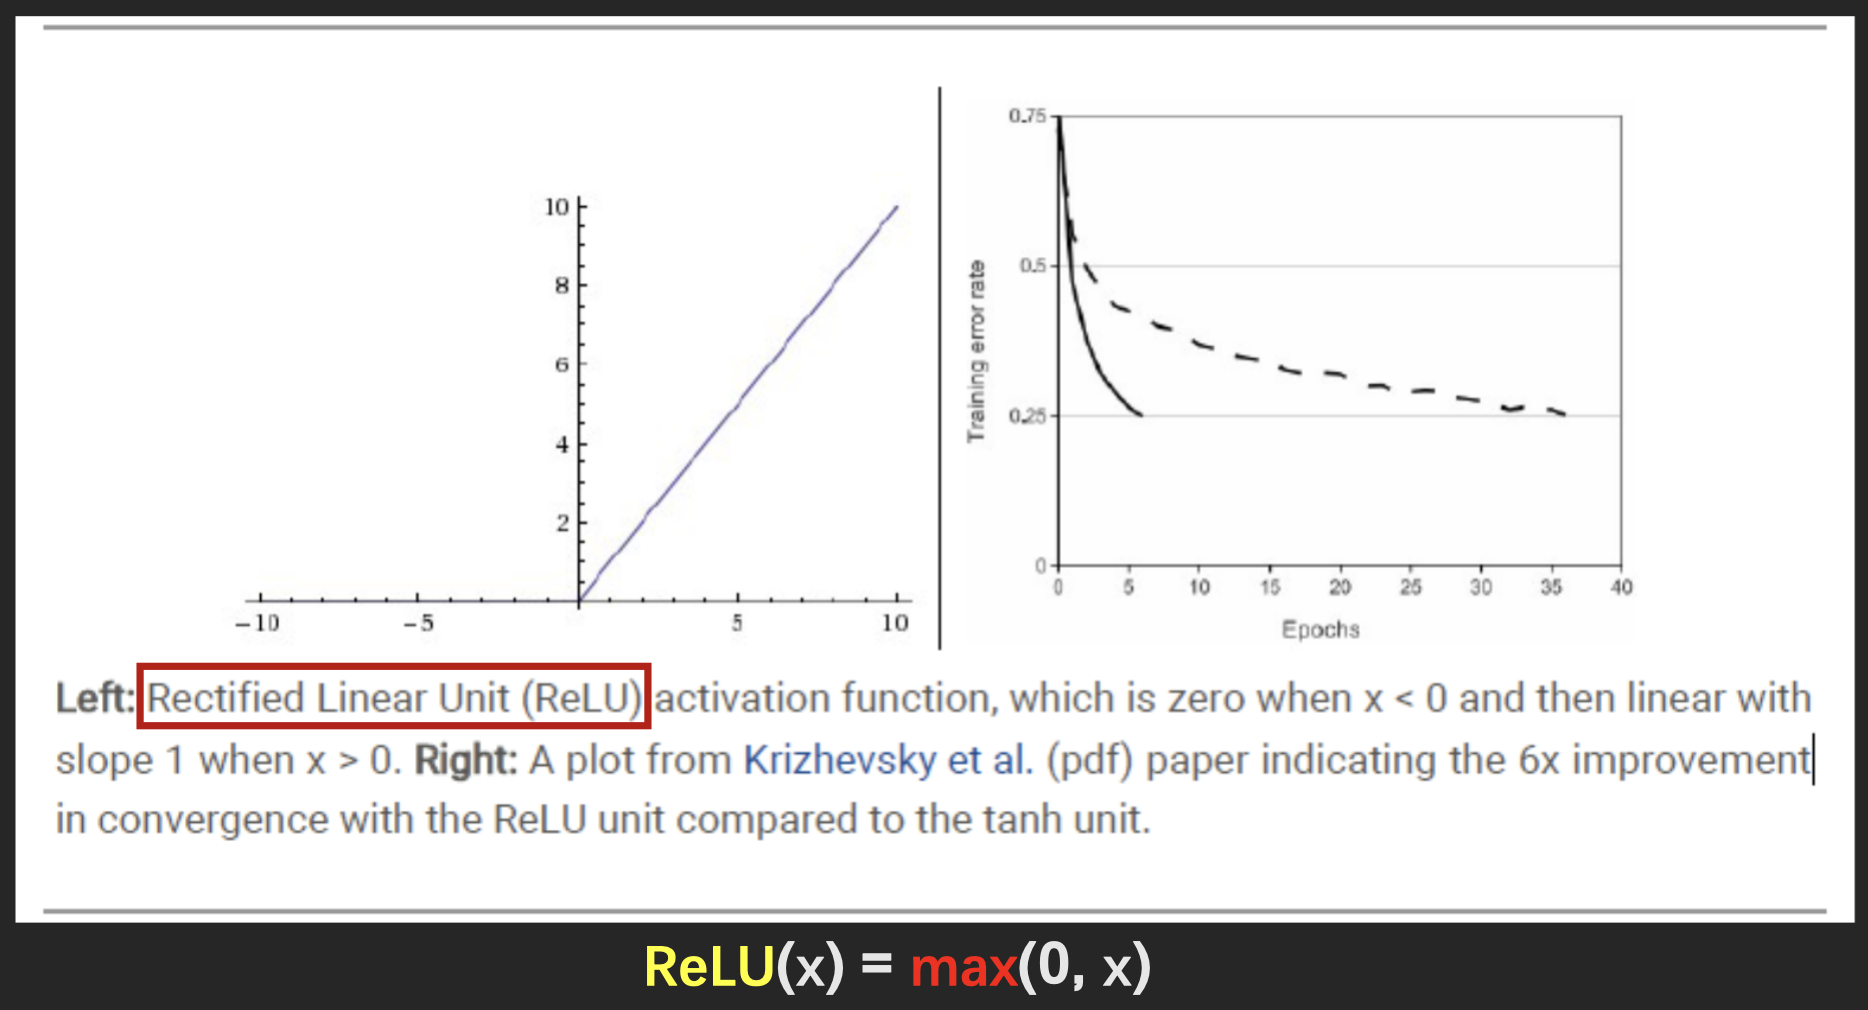 10
8
6
4
2
−10 −5 5 10
0.75
0.5
0.25
0
Training error rate
0 5 10 15 20 25 30 35 40
Epochs
Left: Rectified Linear Unit (ReLU) activation function, which is zero when x < 0 and then linear with
slope 1 when x > 0. Right: A plot from Krizhevsky et al. (pdf) paper indicating the 6x improvement
in convergence with the ReLU unit compared to the tanh unit.
ReLU(x) = max(0, x)